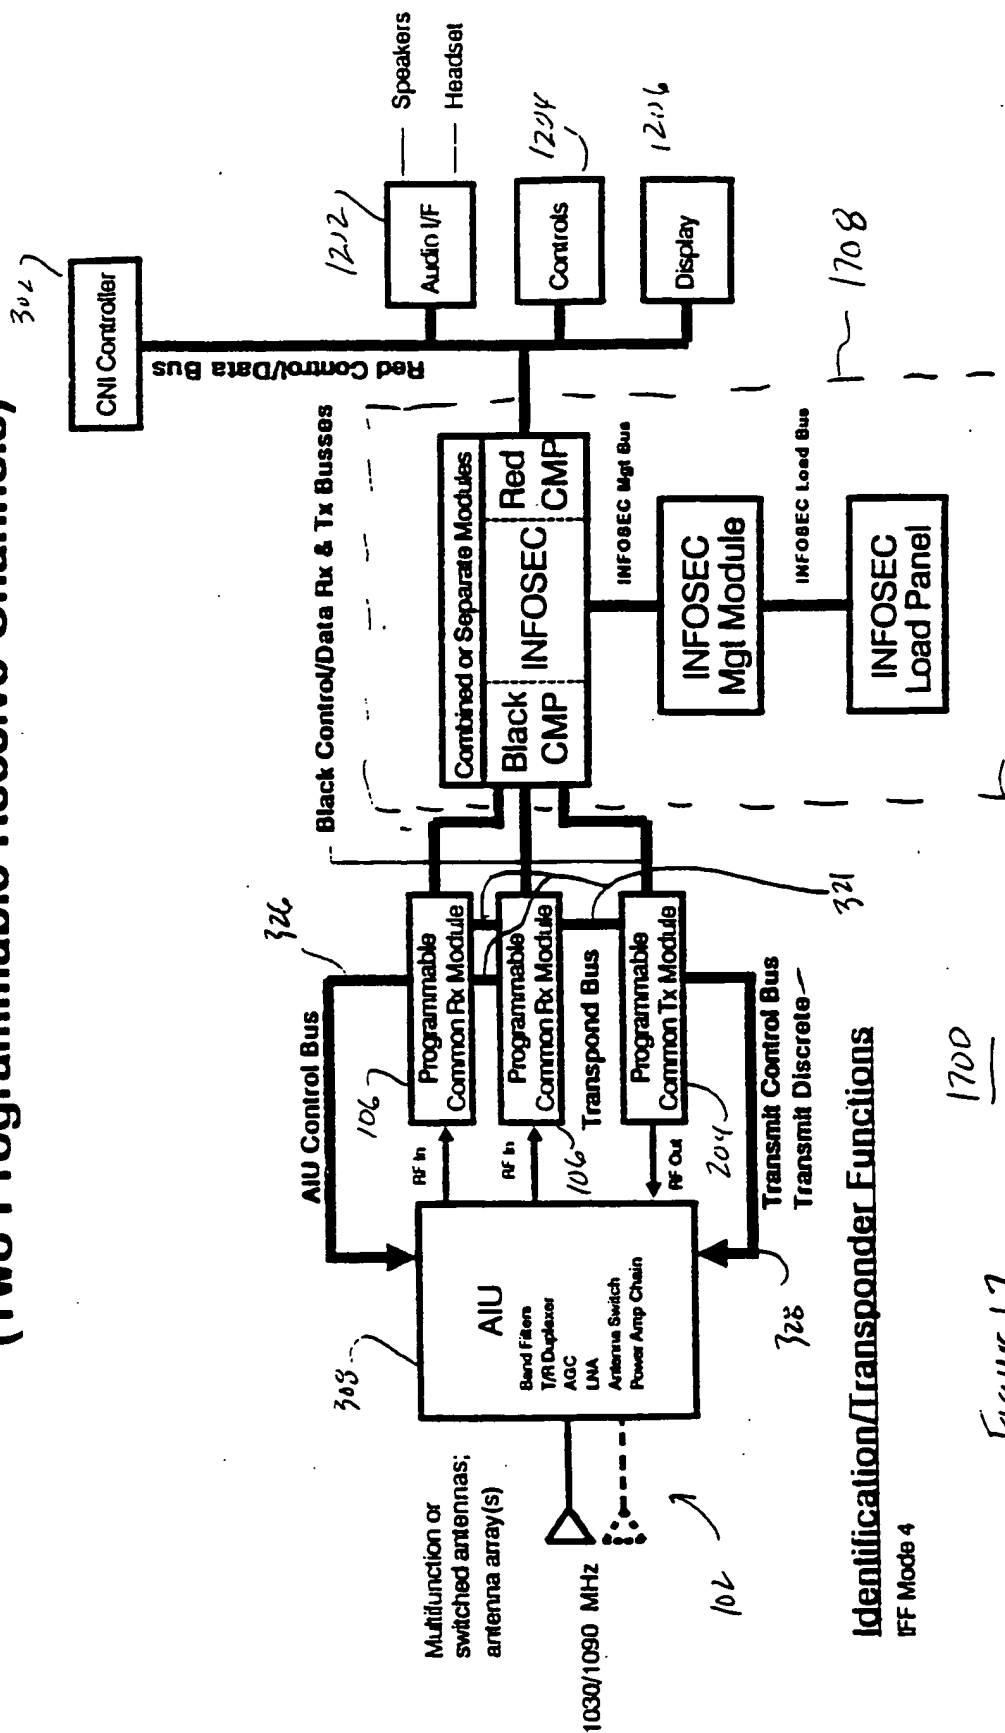 (Two Programmable Receive Channels)
302
CNI Controller
Red Control/Data Bus
1202
Audio I/F
Speakers
Headset
1204
Controls
1206
Display
1708
Black Control/Data Rx & Tx Busses
Combined or Separate Modules
Black
CMP
INFOSEC
Red
CMP
INFOSEC Mgt Bus
INFOSEC
Mgt Module
INFOSEC Load Bus
INFOSEC
Load Panel
326
AIU Control Bus
106
Programmable
Common Rx Module
RF In
Programmable
Common Rx Module
RF In
106
Transpond Bus
321
Programmable
Common Tx Module
204
RF Out
Transmit Control Bus
Transmit Discrete
328
308
AIU
Band Filters
T/R Duplexer
AGC
LNA
Antenna Switch
Power Amp Chain
Multifunction or
switched antennas;
antenna array(s)
1030/1090 MHz
102
Identification/Transponder Functions
IFF Mode 4
1700
Figure 17